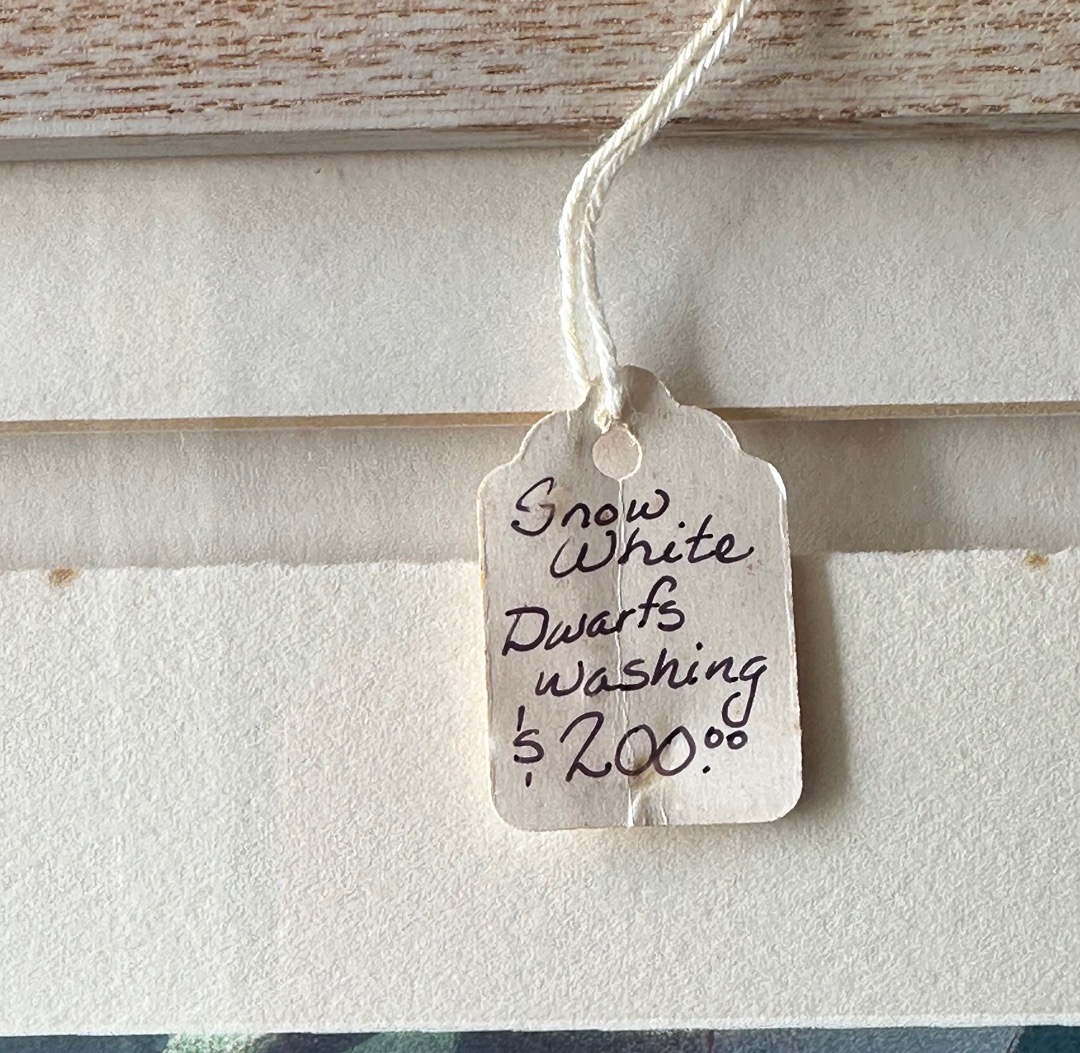 Snow
White
Dwarfs
washing
$200.00